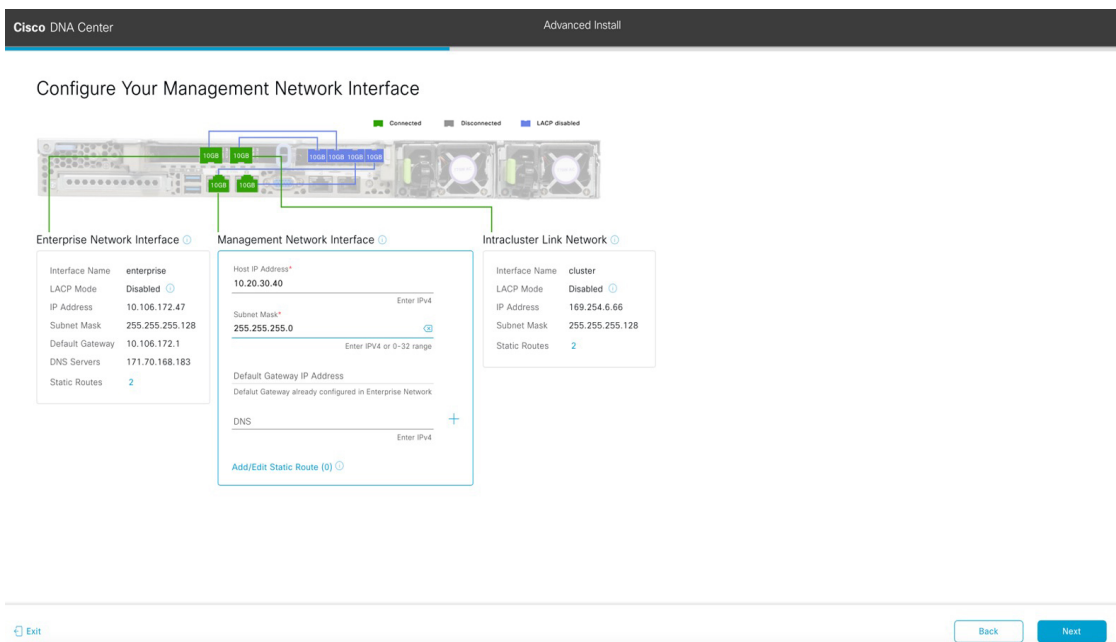 Cisco DNA Center
Advanced Install
Configure Your Management Network Interface
Connected Disconnected LACP disabled
10GB 10GB 10GB 10GB 10GB 10GB
10GB 10GB
Enterprise Network Interface
Interface Name enterprise
LACP Mode Disabled
IP Address 10.106.172.47
Subnet Mask 255.255.255.128
Default Gateway 10.106.172.1
DNS Servers 171.70.168.183
Static Routes 2
Management Network Interface
Host IP Address*
10.20.30.40
Enter IPv4
Subnet Mask*
255.255.255.0
Enter IPV4 or 0-32 range
Default Gateway IP Address
Defalut Gateway already configured in Enterprise Network
DNS
Enter IPv4
Add/Edit Static Route (0)
Intracluster Link Network
Interface Name cluster
LACP Mode Disabled
IP Address 169.254.6.66
Subnet Mask 255.255.255.128
Static Routes 2
Exit
Back
Next